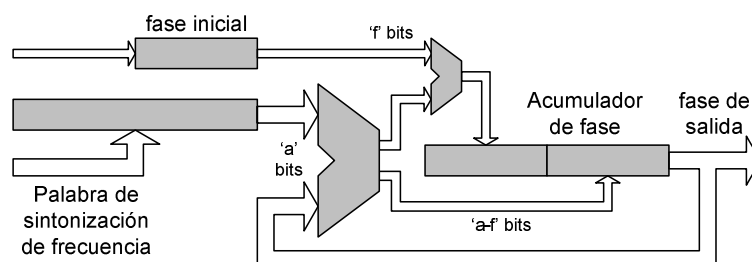 fase inicial
'f' bits
Acumulador
de fase
fase de
salida
'a'
bits
Palabra de
sintonización
de frecuencia
'a-f' bits